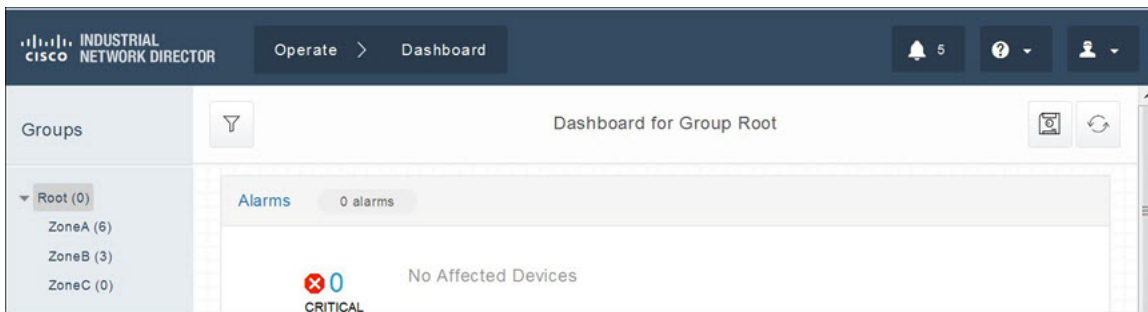 INDUSTRIAL
CISCO NETWORK DIRECTOR
Operate > Dashboard
5
?
Groups
Dashboard for Group Root
Root (0)
ZoneA (6)
ZoneB (3)
ZoneC (0)
Alarms 0 alarms
0
CRITICAL
No Affected Devices